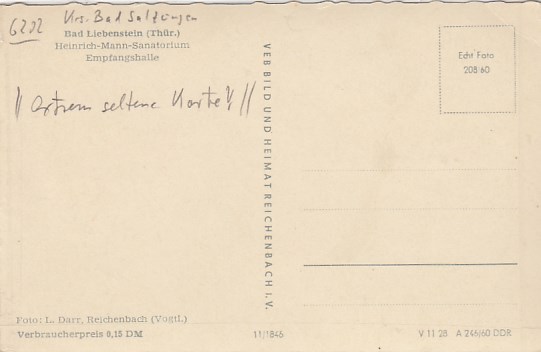 6202 Krs. Bad Salzungen
Bad Liebenstein (Thür.)
Heinrich-Mann-Sanatorium
Empfangshalle
Echt Foto
208/60
!! extrem seltene Karte!!!
VEB BILD UND HEIMAT REICHENBACH I.V.
Foto: L. Darr, Reichenbach (Vogtl.)
Verbraucherpreis 0,15 DM
11/1846
V 11 28 A 246/60 DDR